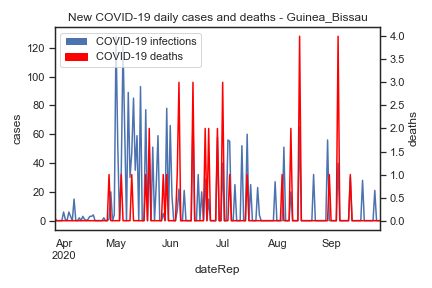 New COVID-19 daily cases and deaths - Guinea_Bissau
COVID-19 infections
COVID-19 deaths
cases
120
100
80
60
40
20
0
deaths
4.0
3.5
3.0
2.5
2.0
1.5
1.0
0.5
0.0
Apr May Jun Jul Aug Sep
2020
dateRep